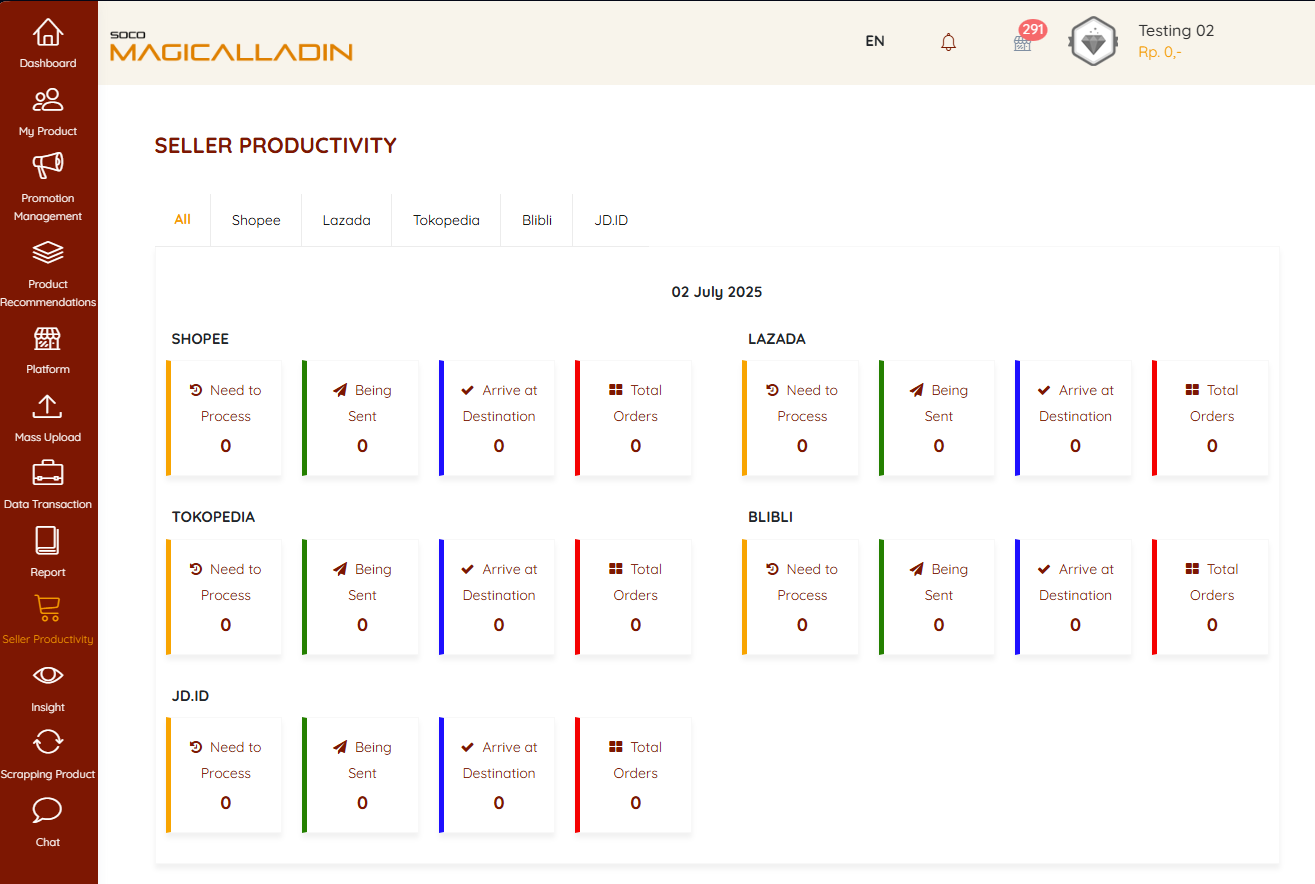 Dashboard
My Product
Promotion
Management
Product
Recommendations
Platform
Mass Upload
Data Transaction
Report
Seller Productivity
Insight
Scrapping Product
Chat
SOCO
MAGICALLADIN
EN
291
Testing 02
Rp. 0,-
SELLER PRODUCTIVITY
All Shopee Lazada Tokopedia Blibli JD.ID
02 July 2025
SHOPEE
Need to
Process
0
Being
Sent
0
Arrive at
Destination
0
Total
Orders
0
LAZADA
Need to
Process
0
Being
Sent
0
Arrive at
Destination
0
Total
Orders
0
TOKOPEDIA
Need to
Process
0
Being
Sent
0
Arrive at
Destination
0
Total
Orders
0
BLIBLI
Need to
Process
0
Being
Sent
0
Arrive at
Destination
0
Total
Orders
0
JD.ID
Need to
Process
0
Being
Sent
0
Arrive at
Destination
0
Total
Orders
0